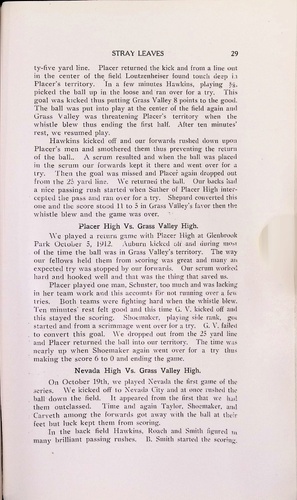 STRAY LEAVES 29
ty-five yard line. Placer returned the kick and from a line out
in the center of the field Loutzenheiser found touch deep in
Placer's territory. In a few minutes Hawkins, playing ¾,
picked the ball up in the loose and ran over for a try. This
goal was kicked thus putting Grass Valley 8 points to the good.
The ball was put into play at the center of the field again and
Grass Valley was threatening Placer's territory when the
whistle blew thus ending the first half. After ten minutes'
rest, we resumed play.
Hawkins kicked off and our forwards rushed down upon
Placer's men and smothered them thus preventing the return
of the ball. A scrum resulted and when the ball was placed
in the scrum our forwards kept it there and went over for a
try. Then the goal was missed and Placer again dropped out
from the 25 yard line. We returned the ball. Our backs had
a nice passing rush started when Sather of Placer High inter-
cepted the pass and ran over for a try. Shepard converted this
one and the score stood 11 to 5 in Grass Valley's favor then the
whistle blew and the game was over.
Placer High Vs. Grass Valley High.
We played a return game with Placer High at Glenbrook
Park October 5, 1912. Auburn kicked off and during most
of the time the ball was in Grass Valley's territory. The way
our fellows held them from scoring was great and many an
expected try was stopped by our forwards. Our scrum worked
hard and hooked well and that was the thing that saved us.
Placer played one man, Schuster, too much and was lacking
in her team work and this accounts for not running over a few
tries. Both teams were fighting hard when the whistle blew.
Ten minutes' rest felt good and this time G. V. kicked off and
this stayed the scoring. Shoemaker, playing side rank, got
started and from a scrimmage went over for a try. G. V. failed
to convert this goal. We dropped out from the 25 yard line
and Placer returned the ball into our territory. The time was
nearly up when Shoemaker again went over for a try thus
making the score 6 to 0 and ending the game.
Nevada High Vs. Grass Valley High.
On October 19th, we played Nevada the first game of the
series. We kicked off to Nevada City and at once rushed the
ball down the field. It appeared from the first that we had
them outclassed. Time and again Taylor, Shoemaker, and
Carveth among the forwards got away with the ball at their
feet but luck kept them from scoring.
In the back field Hawkins, Roach and Smith figured in
many brilliant passing rushes. B. Smith started the scoring.